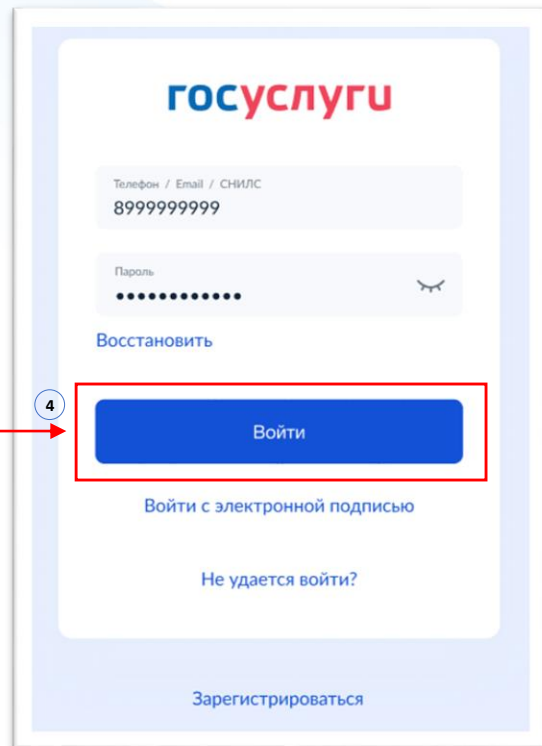 госуслуги
Телефон / Email / СНИЛС
8999999999
Пароль
••••••••••••
Восстановить
4
Войти
Войти с электронной подписью
Не удается войти?
Зарегистрироваться